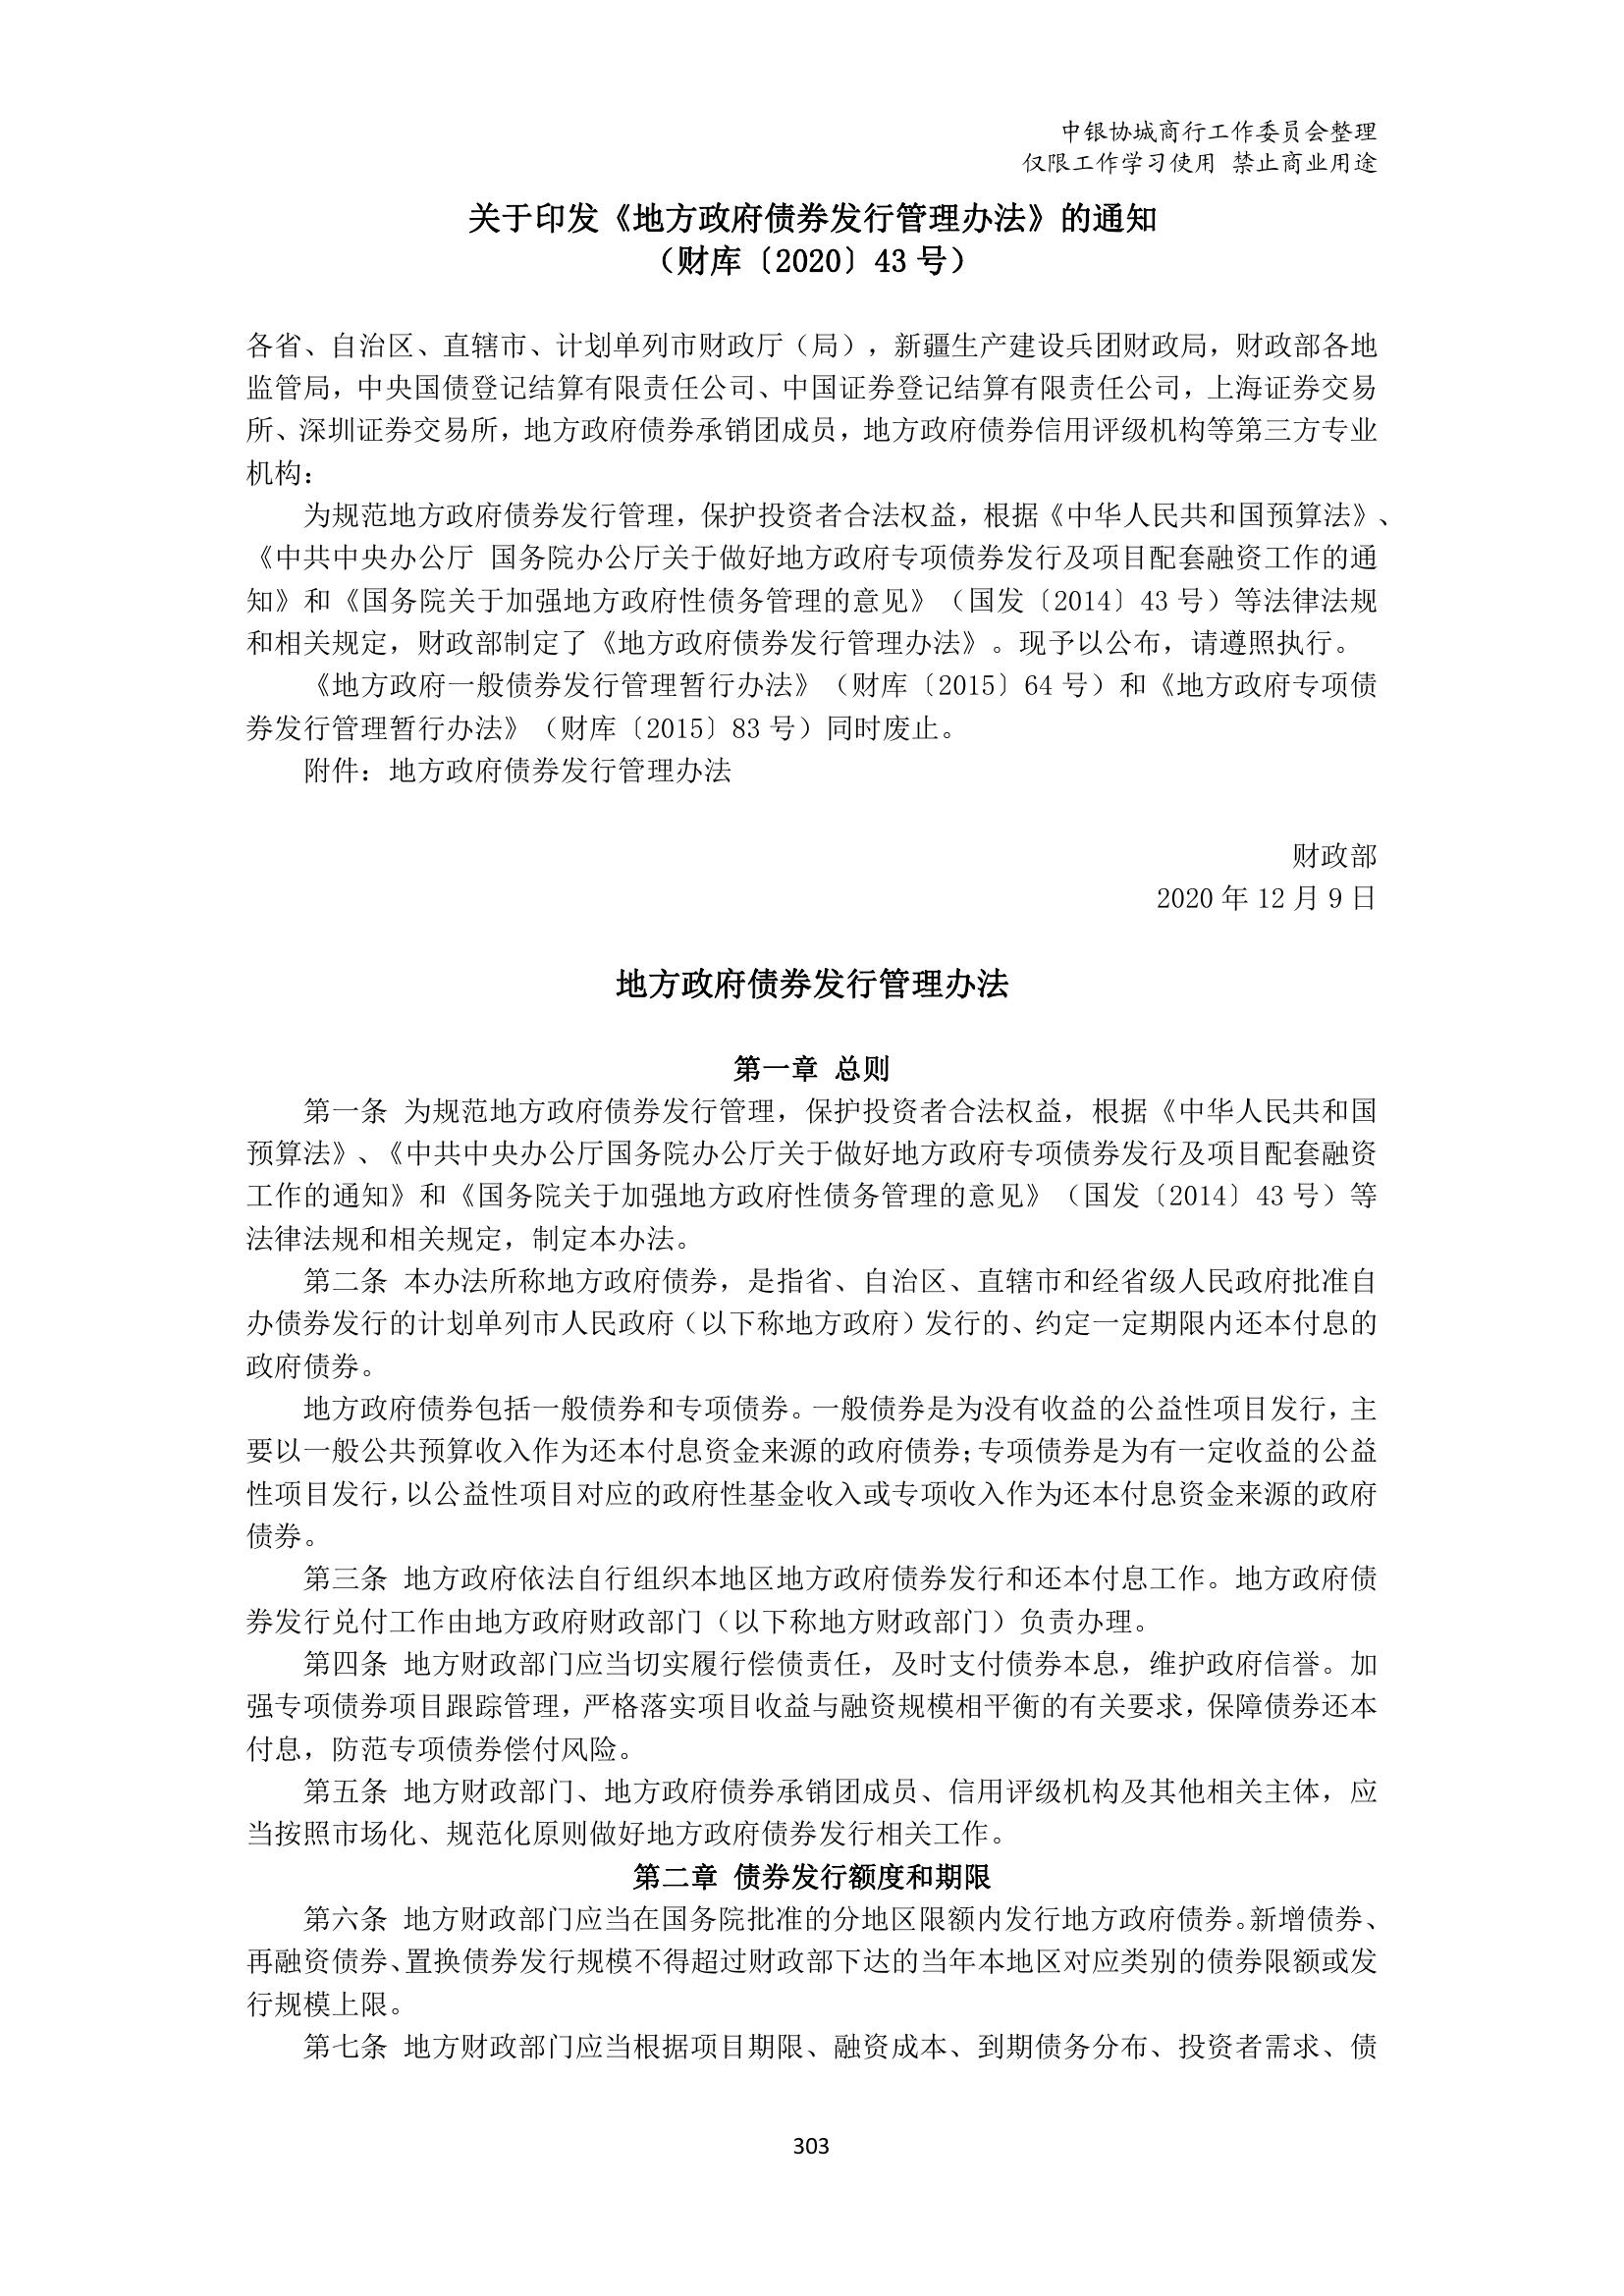 中银协城商行工作委员会整理
仅限工作学习使用 禁止商业用途
关于印发《地方政府债券发行管理办法》的通知
（财库〔2020〕43 号）
各省、自治区、直辖市、计划单列市财政厅（局），新疆生产建设兵团财政局，财政部各地
监管局，中央国债登记结算有限责任公司、中国证券登记结算有限责任公司，上海证券交易
所、深圳证券交易所，地方政府债券承销团成员，地方政府债券信用评级机构等第三方专业
机构：
为规范地方政府债券发行管理，保护投资者合法权益，根据《中华人民共和国预算法》、
《中共中央办公厅 国务院办公厅关于做好地方政府专项债券发行及项目配套融资工作的通
知》和《国务院关于加强地方政府性债务管理的意见》（国发〔2014〕43 号）等法律法规
和相关规定，财政部制定了《地方政府债券发行管理办法》。现予以公布，请遵照执行。
《地方政府一般债券发行管理暂行办法》（财库〔2015〕64 号）和《地方政府专项债
券发行管理暂行办法》（财库〔2015〕83 号）同时废止。
附件：地方政府债券发行管理办法
财政部
2020 年 12 月 9 日
地方政府债券发行管理办法
第一章 总则
第一条 为规范地方政府债券发行管理，保护投资者合法权益，根据《中华人民共和国
预算法》、《中共中央办公厅国务院办公厅关于做好地方政府专项债券发行及项目配套融资
工作的通知》和《国务院关于加强地方政府性债务管理的意见》（国发〔2014〕43 号）等
法律法规和相关规定，制定本办法。
第二条 本办法所称地方政府债券，是指省、自治区、直辖市和经省级人民政府批准自
办债券发行的计划单列市人民政府（以下称地方政府）发行的、约定一定期限内还本付息的
政府债券。
地方政府债券包括一般债券和专项债券。一般债券是为没有收益的公益性项目发行，主
要以一般公共预算收入作为还本付息资金来源的政府债券；专项债券是为有一定收益的公益
性项目发行，以公益性项目对应的政府性基金收入或专项收入作为还本付息资金来源的政府
债券。
第三条 地方政府依法自行组织本地区地方政府债券发行和还本付息工作。地方政府债
券发行兑付工作由地方政府财政部门（以下称地方财政部门）负责办理。
第四条 地方财政部门应当切实履行偿债责任，及时支付债券本息，维护政府信誉。加
强专项债券项目跟踪管理，严格落实项目收益与融资规模相平衡的有关要求，保障债券还本
付息，防范专项债券偿付风险。
第五条 地方财政部门、地方政府债券承销团成员、信用评级机构及其他相关主体，应
当按照市场化、规范化原则做好地方政府债券发行相关工作。
第二章 债券发行额度和期限
第六条 地方财政部门应当在国务院批准的分地区限额内发行地方政府债券。新增债券、
再融资债券、置换债券发行规模不得超过财政部下达的当年本地区对应类别的债券限额或发
行规模上限。
第七条 地方财政部门应当根据项目期限、融资成本、到期债务分布、投资者需求、债
303